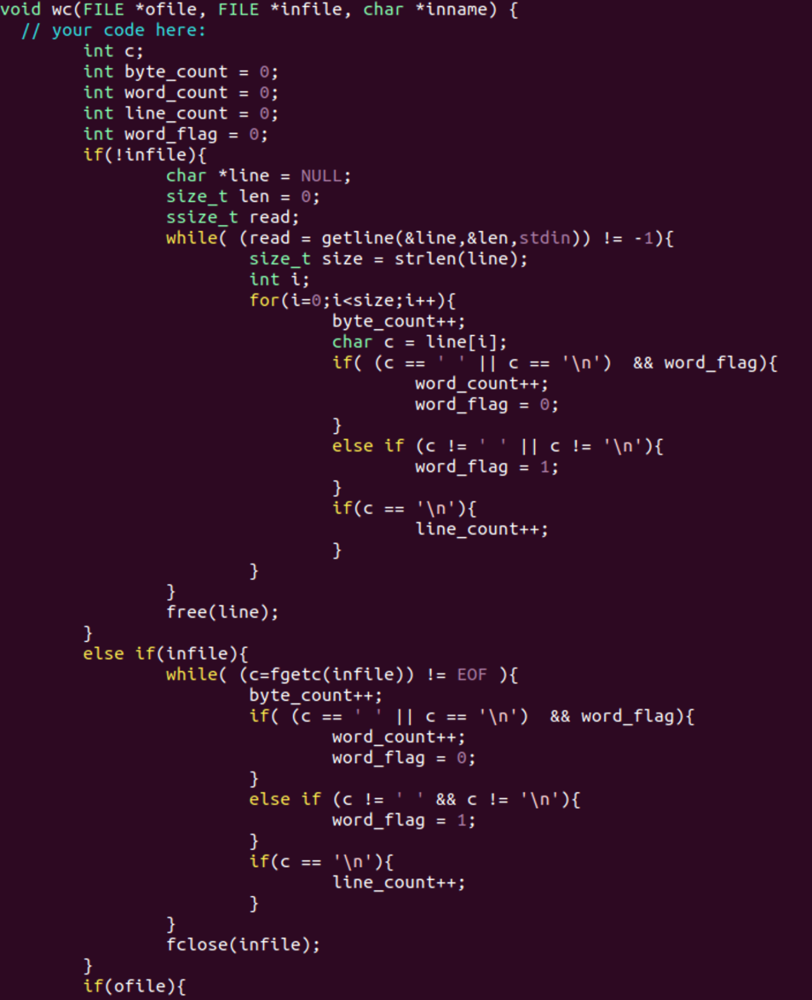 void wc(FILE *ofile, FILE *infile, char *inname) {
  // your code here:
        int c;
        int byte_count = 0;
        int word_count = 0;
        int line_count = 0;
        int word_flag = 0;
        if(!infile){
                char *line = NULL;
                size_t len = 0;
                ssize_t read;
                while( (read = getline(&line,&len,stdin)) != -1){
                        size_t size = strlen(line);
                        int i;
                        for(i=0;i<size;i++){
                                byte_count++;
                                char c = line[i];
                                if( (c == ' ' || c == '\n')  && word_flag){
                                        word_count++;
                                        word_flag = 0;
                                }
                                else if (c != ' ' || c != '\n'){
                                        word_flag = 1;
                                }
                                if(c == '\n'){
                                        line_count++;
                                }
                        }
                }
                free(line);
        }
        else if(infile){
                while( (c=fgetc(infile)) != EOF ){
                        byte_count++;
                        if( (c == ' ' || c == '\n')  && word_flag){
                                word_count++;
                                word_flag = 0;
                        }
                        else if (c != ' ' && c != '\n'){
                                word_flag = 1;
                        }
                        if(c == '\n'){
                                line_count++;
                        }
                }
                fclose(infile);
        }
        if(ofile){